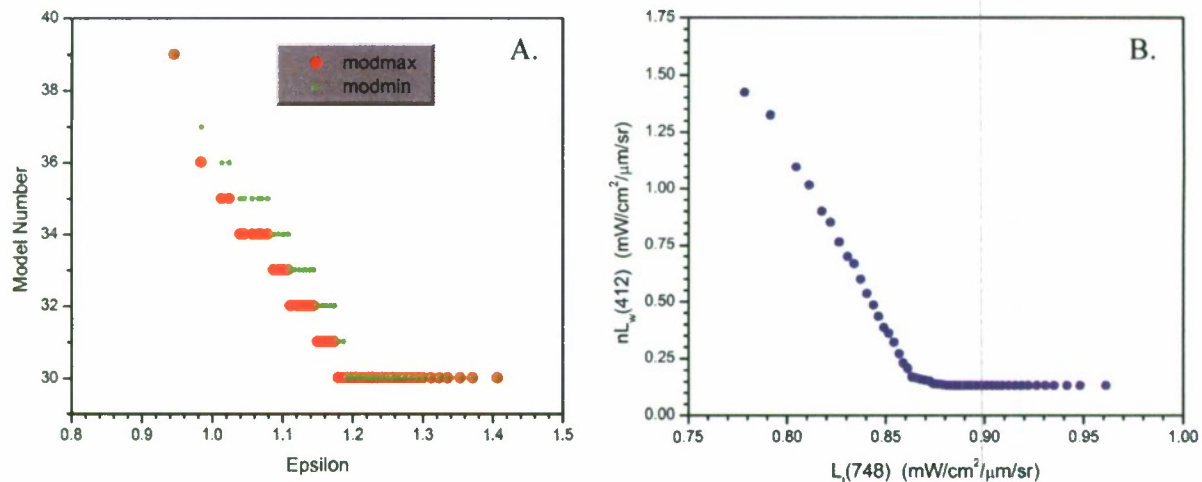 A.
modmax
modmin
Model Number
40
38
36
34
32
30
0.8 0.9 1.0 1.1 1.2 1.3 1.4 1.5
Epsilon
B.
nLw(412) (mW/cm²/μm/sr)
1.75
1.50
1.25
1.00
0.75
0.50
0.25
0.00
0.75 0.80 0.85 0.90 0.95 1.00
Lt(748) (mW/cm²/μm/sr)